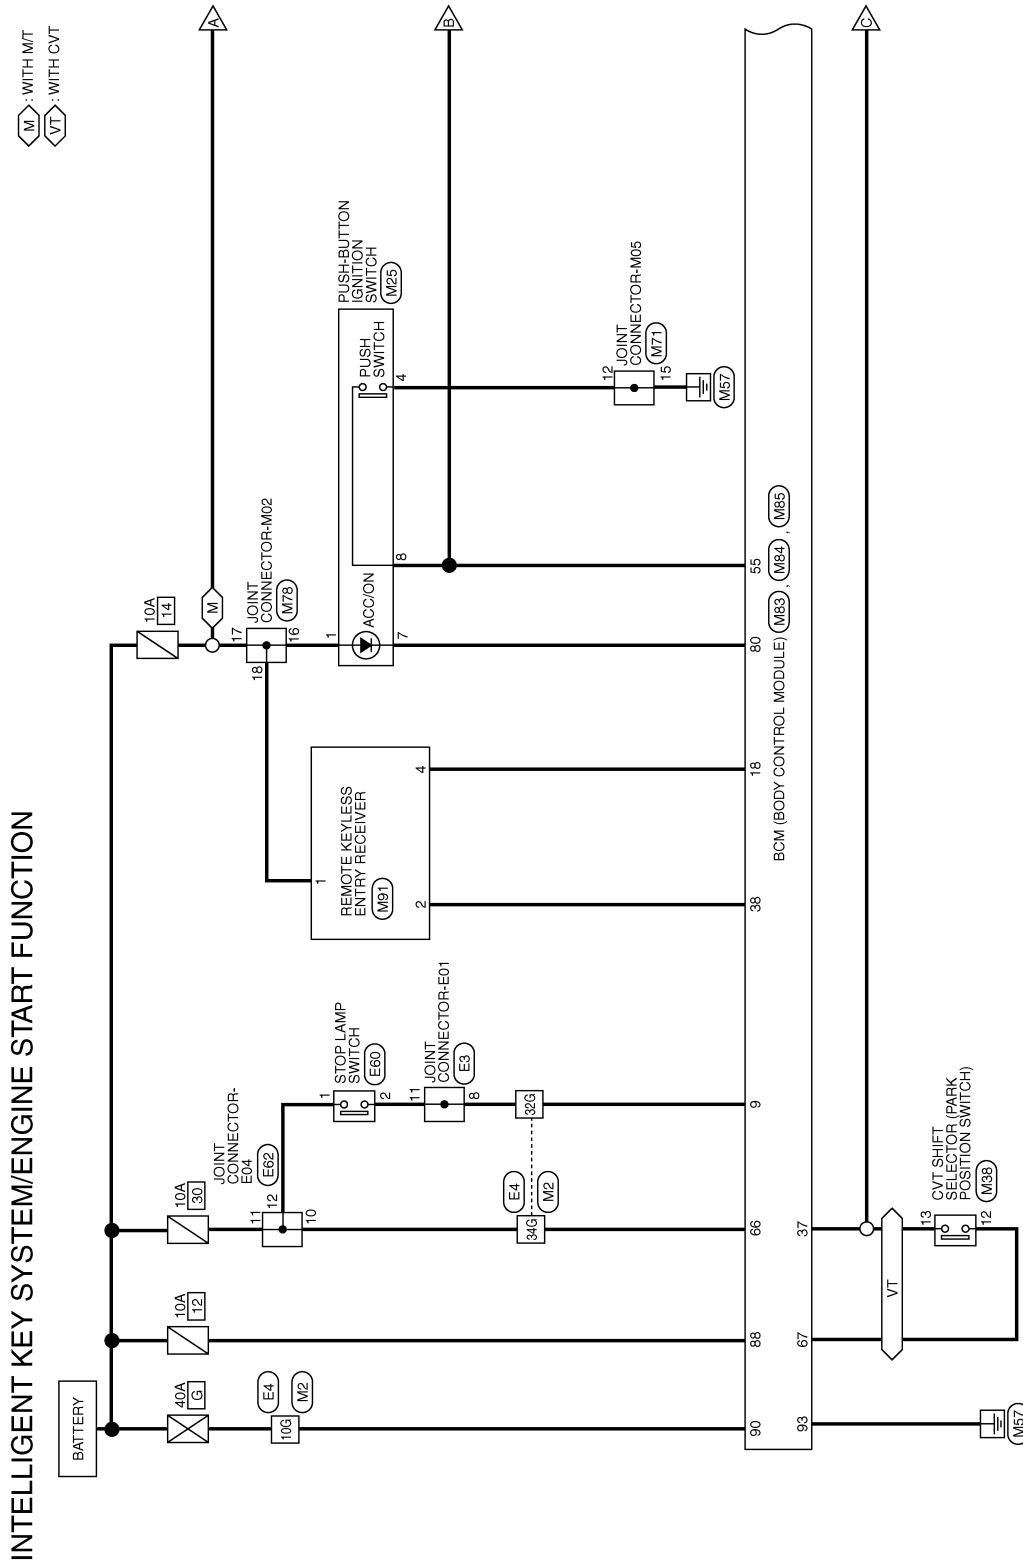 INTELLIGENT KEY SYSTEM/ENGINE START FUNCTION
M : WITH M/T
VT : WITH CVT
BATTERY
40A
G
10A
12
10A
30
10A
14
M
A
E4
M2
10G
JOINT
CONNECTOR-
E04
E62
11
12
10
STOP LAMP
SWITCH
E60
1
2
JOINT
CONNECTOR-E01
E3
11
8
E4
M2
34G
32G
REMOTE KEYLESS
ENTRY RECEIVER
M91
1
2
4
JOINT
CONNECTOR-M02
M78
17
18
16
PUSH-BUTTON
IGNITION
SWITCH
M25
ACC/ON
PUSH
SWITCH
1
7
8
4
B
JOINT
CONNECTOR-M05
M71
12
15
M57
90
88
66
9
38
18
80
55
BCM (BODY CONTROL MODULE) M83 , M84 , M85
93
67
37
C
VT
CVT SHIFT
SELECTOR (PARK
POSITION SWITCH)
M38
13
12
M57